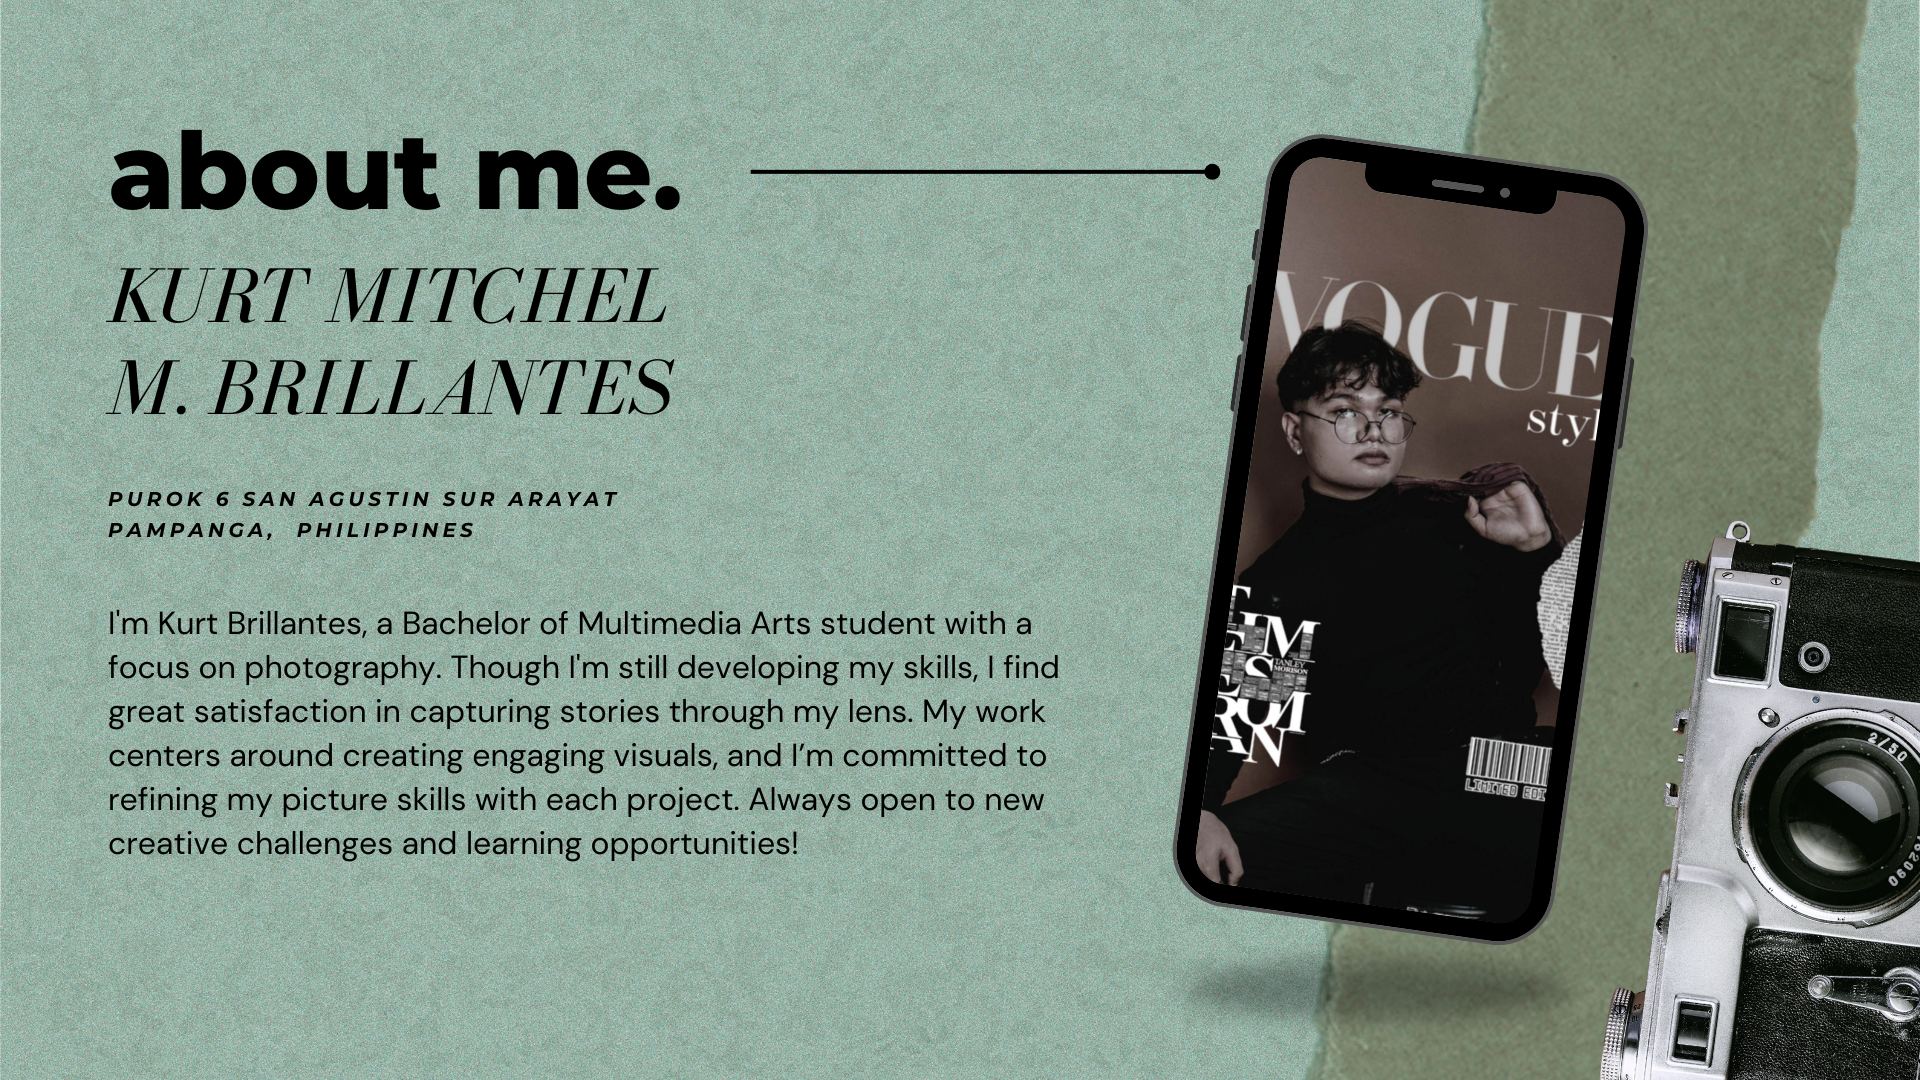 about me.
KURT MITCHEL
M. BRILLANTES
PUROK 6 SAN AGUSTIN SUR ARAYAT
PAMPANGA, PHILIPPINES
I'm Kurt Brillantes, a Bachelor of Multimedia Arts student with a
focus on photography. Though I'm still developing my skills, I find
great satisfaction in capturing stories through my lens. My work
centers around creating engaging visuals, and I’m committed to
refining my picture skills with each project. Always open to new
creative challenges and learning opportunities!
VOGUE
styl
TANLEY
MORISON
LIMITED EDI
2/50